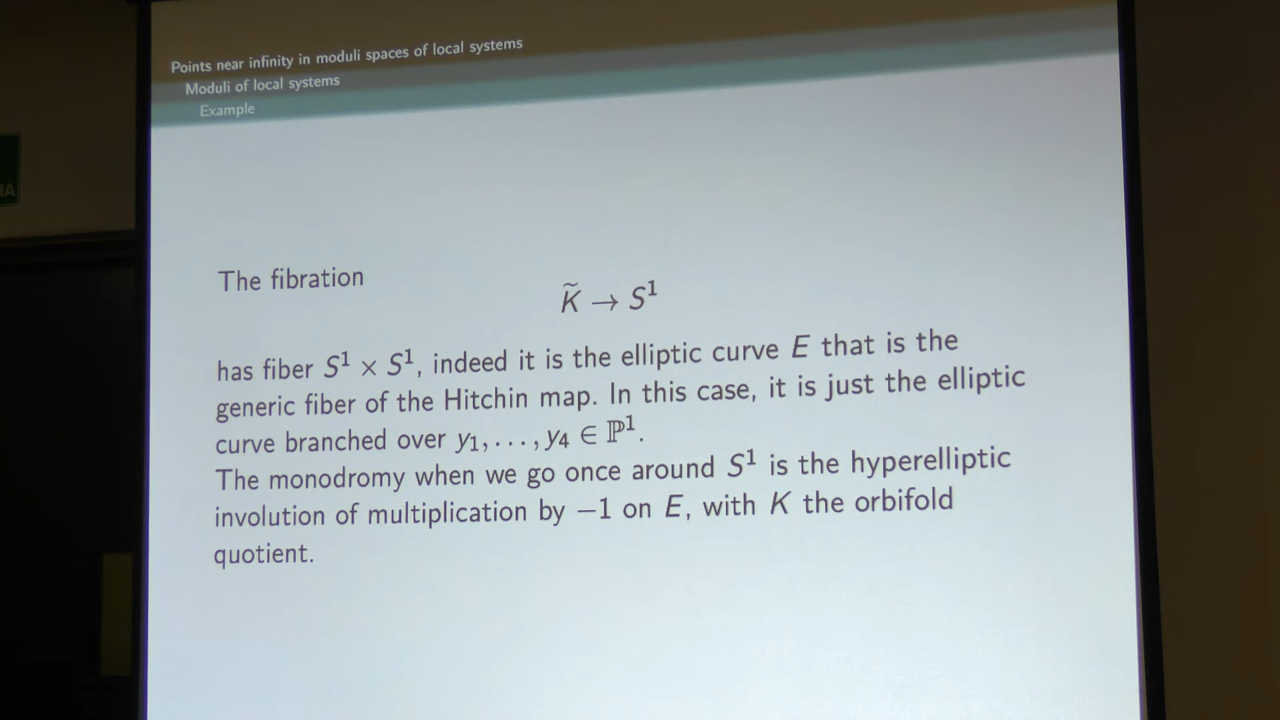 Points near infinity in moduli spaces of local systems
Moduli of local systems
Example
The fibration
K̃ → S¹
has fiber S¹ × S¹, indeed it is the elliptic curve E that is the
generic fiber of the Hitchin map. In this case, it is just the elliptic
curve branched over y₁, . . . , y₄ ∈ ℙ¹.
The monodromy when we go once around S¹ is the hyperelliptic
involution of multiplication by −1 on E, with K the orbifold
quotient.